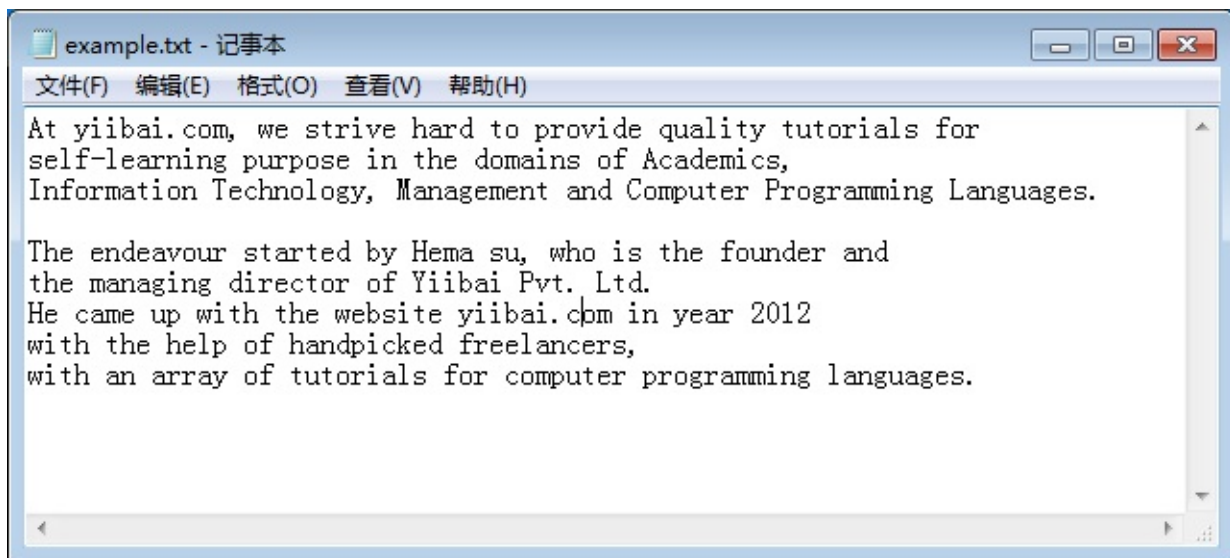 example.txt - 记事本
文件(F) 编辑(E) 格式(O) 查看(V) 帮助(H)
At yiibai.com, we strive hard to provide quality tutorials for
self-learning purpose in the domains of Academics,
Information Technology, Management and Computer Programming Languages.
The endeavour started by Hema su, who is the founder and
the managing director of Yiibai Pvt. Ltd.
He came up with the website yiibai.com in year 2012
with the help of handpicked freelancers,
with an array of tutorials for computer programming languages.